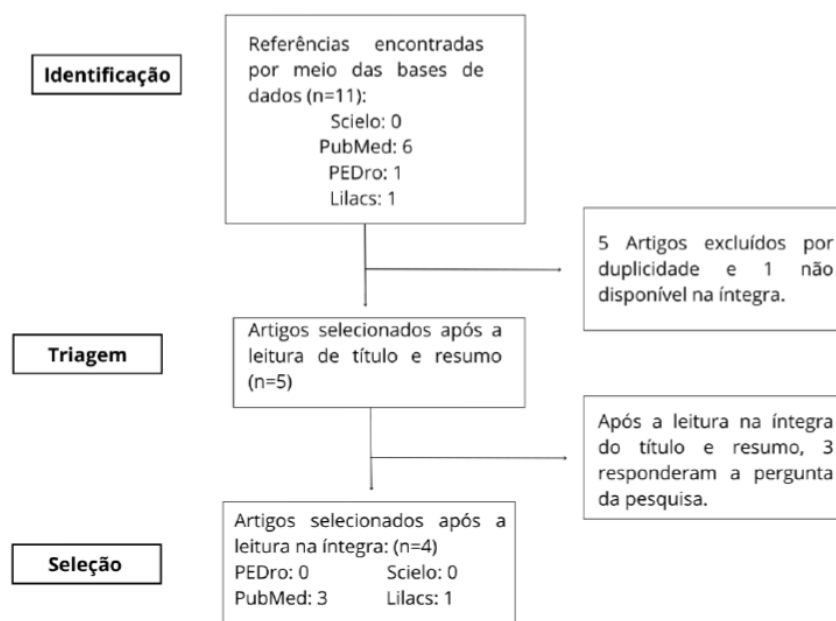 Identificação
Referências encontradas
por meio das bases de
dados (n=11):
Scielo: 0
PubMed: 6
PEDro: 1
Lilacs: 1
5 Artigos excluídos por
duplicidade e 1 não
disponível na íntegra.
Triagem
Artigos selecionados após a
leitura de título e resumo
(n=5)
Após a leitura na íntegra
do título e resumo, 3
responderam a pergunta
da pesquisa.
Seleção
Artigos selecionados após a
leitura na íntegra: (n=4)
PEDro: 0 Scielo: 0
PubMed: 3 Lilacs: 1